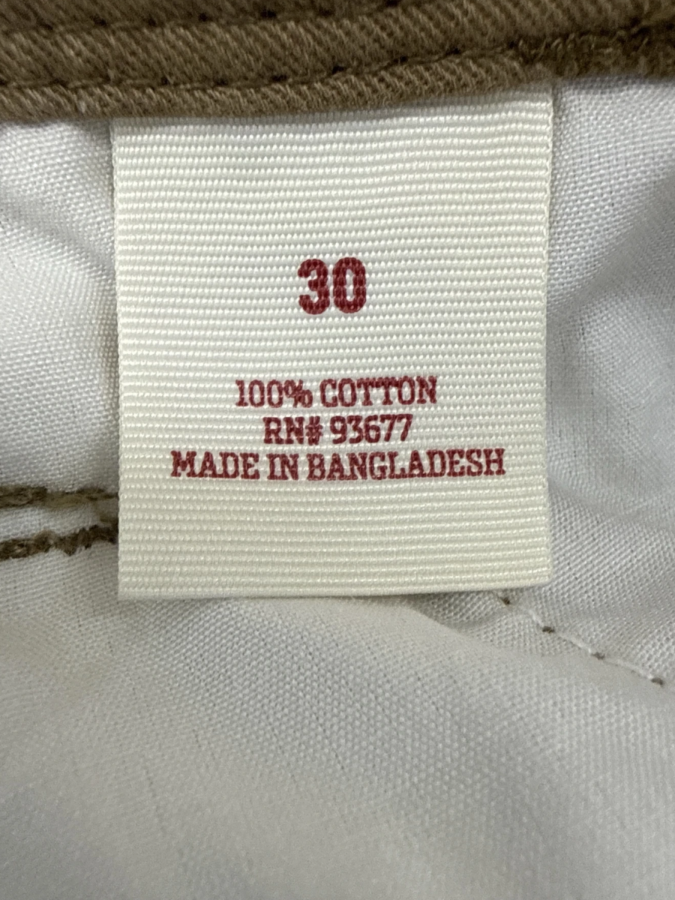 30
100% COTTON
RN# 93677
MADE IN BANGLADESH